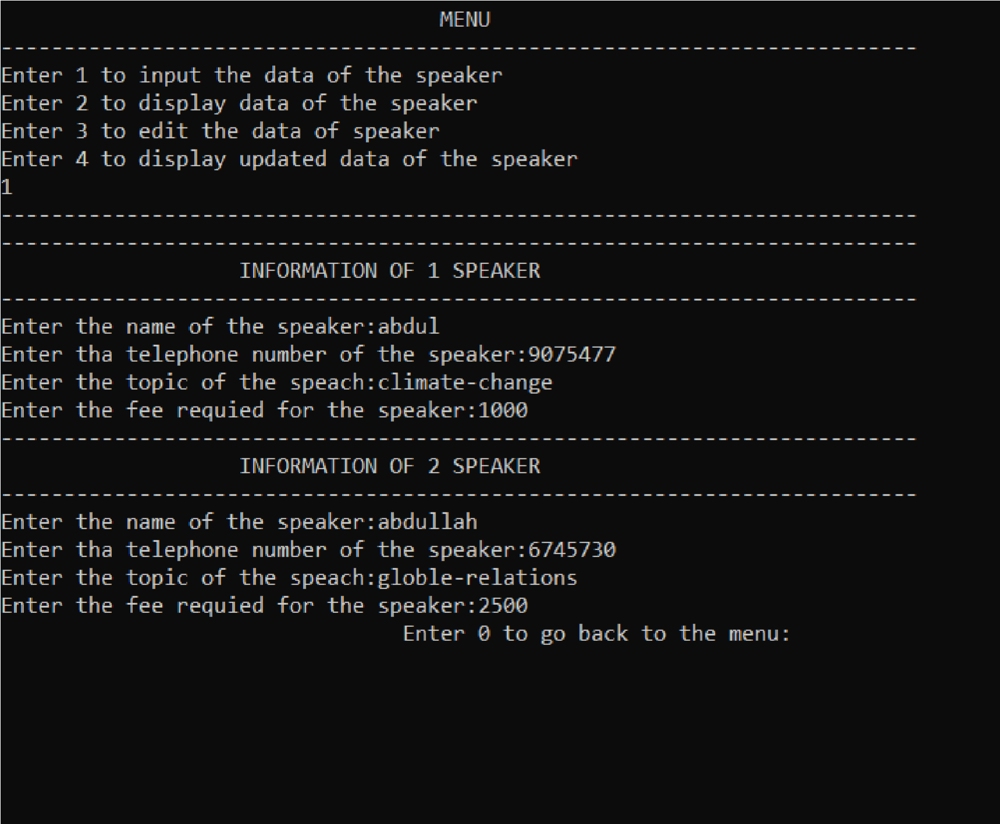 MENU
-------------------------------------------------------------------------
Enter 1 to input the data of the speaker
Enter 2 to display data of the speaker
Enter 3 to edit the data of speaker
Enter 4 to display updated data of the speaker
1
-------------------------------------------------------------------------
-------------------------------------------------------------------------
INFORMATION OF 1 SPEAKER
-------------------------------------------------------------------------
Enter the name of the speaker:abdul
Enter tha telephone number of the speaker:9075477
Enter the topic of the speach:climate-change
Enter the fee requied for the speaker:1000
-------------------------------------------------------------------------
INFORMATION OF 2 SPEAKER
-------------------------------------------------------------------------
Enter the name of the speaker:abdullah
Enter tha telephone number of the speaker:6745730
Enter the topic of the speach:globle-relations
Enter the fee requied for the speaker:2500
Enter 0 to go back to the menu: